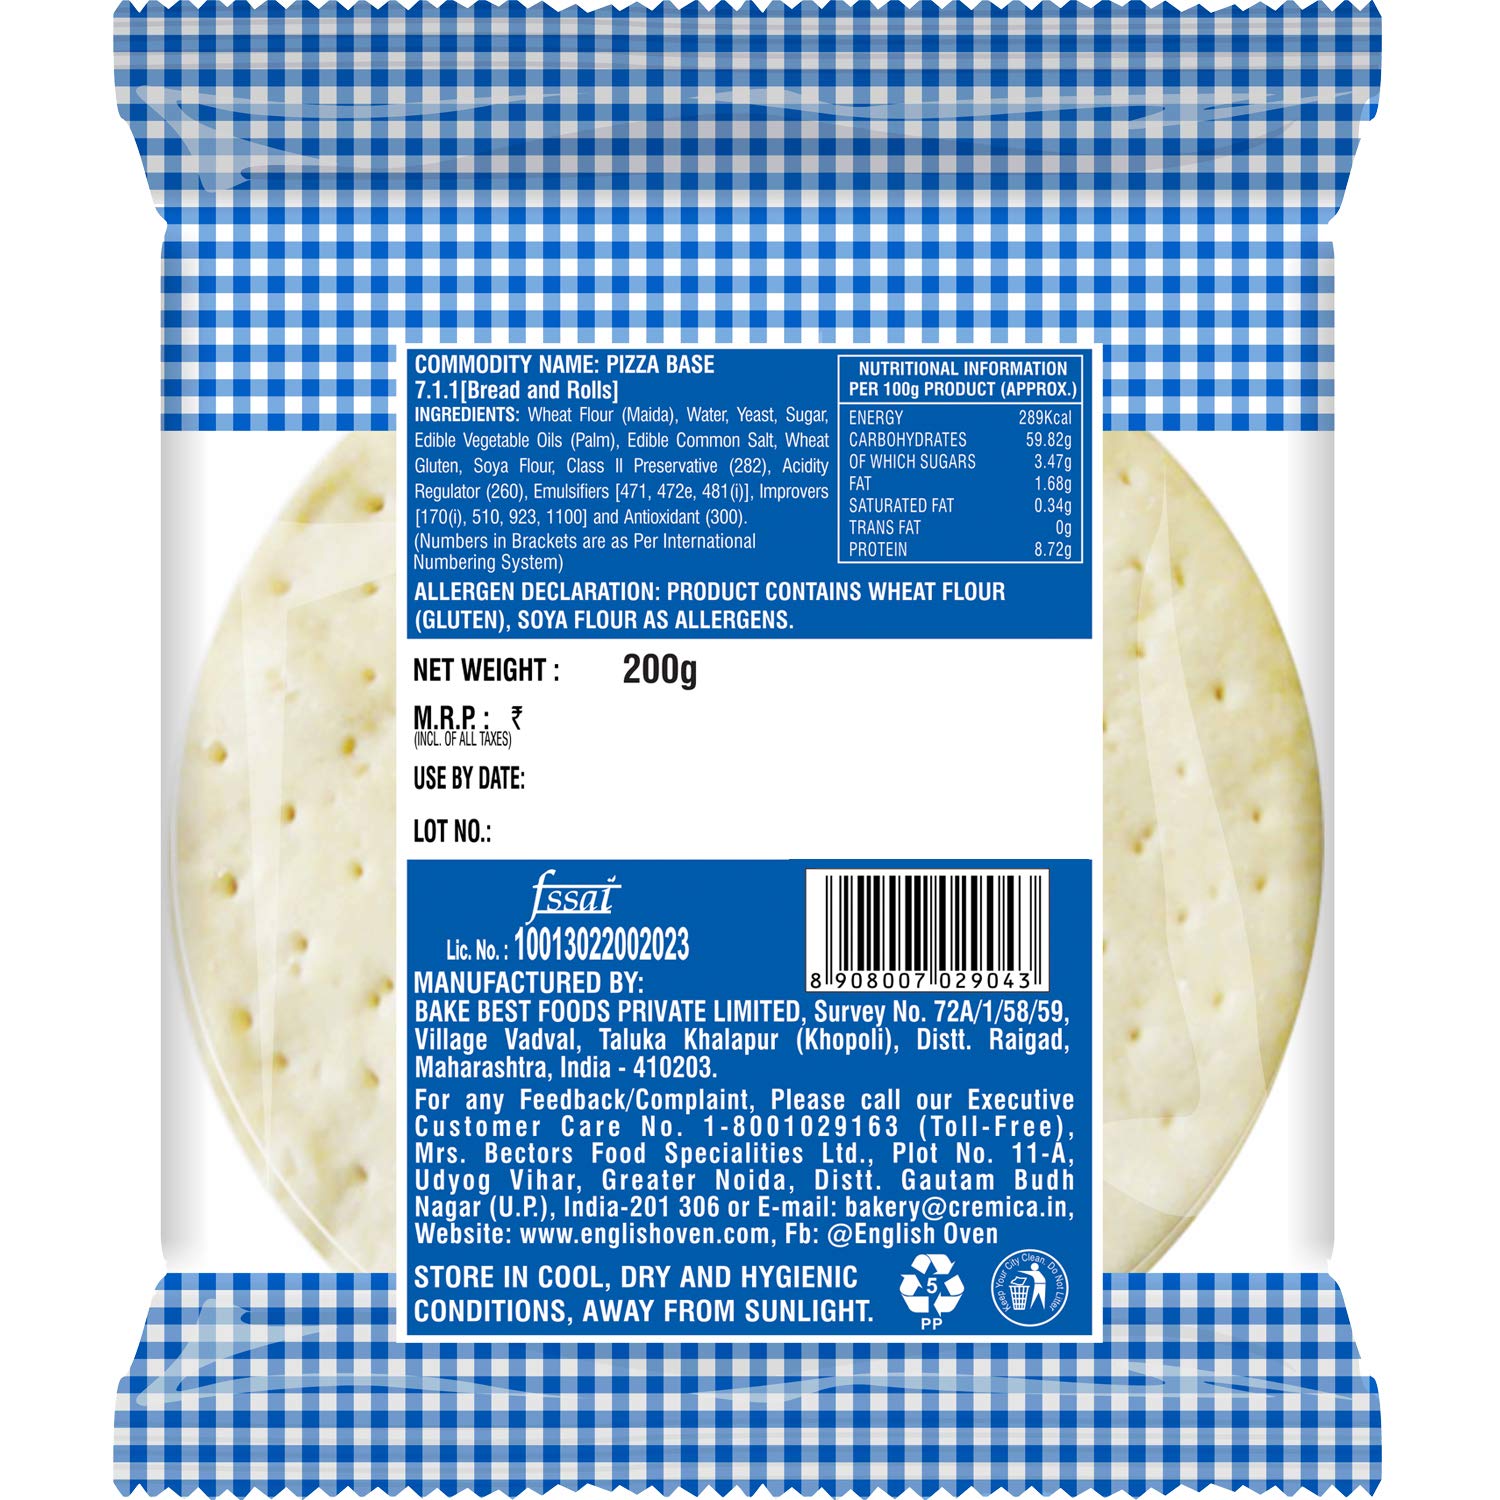 COMMODITY NAME: PIZZA BASE
7.1.1[Bread and Rolls]
INGREDIENTS: Wheat Flour (Maida), Water, Yeast, Sugar,
Edible Vegetable Oils (Palm), Edible Common Salt, Wheat
Gluten, Soya Flour, Class II Preservative (282), Acidity
Regulator (260), Emulsifiers [471, 472e, 481(i)], Improvers
[170(i), 510, 923, 1100] and Antioxidant (300).
(Numbers in Brackets are as Per International
Numbering System)
NUTRITIONAL INFORMATION
PER 100g PRODUCT (APPROX.)
ENERGY 289Kcal
CARBOHYDRATES 59.82g
OF WHICH SUGARS 3.47g
FAT 1.68g
SATURATED FAT 0.34g
TRANS FAT 0g
PROTEIN 8.72g
ALLERGEN DECLARATION: PRODUCT CONTAINS WHEAT FLOUR
(GLUTEN), SOYA FLOUR AS ALLERGENS.
NET WEIGHT : 200g
M.R.P. : ₹
(INCL. OF ALL TAXES)
USE BY DATE:
LOT NO.:
fssai
Lic. No. : 10013022002023
8 908007 029043
MANUFACTURED BY:
BAKE BEST FOODS PRIVATE LIMITED, Survey No. 72A/1/58/59,
Village Vadval, Taluka Khalapur (Khopoli), Distt. Raigad,
Maharashtra, India - 410203.
For any Feedback/Complaint, Please call our Executive
Customer Care No. 1-8001029163 (Toll-Free),
Mrs. Bectors Food Specialities Ltd., Plot No. 11-A,
Udyog Vihar, Greater Noida, Distt. Gautam Budh
Nagar (U.P.), India-201 306 or E-mail: bakery@cremica.in,
Website: www.englishoven.com, Fb: @English Oven
STORE IN COOL, DRY AND HYGIENIC
CONDITIONS, AWAY FROM SUNLIGHT.
5
PP
Keep Your City Clean. Do Not Litter